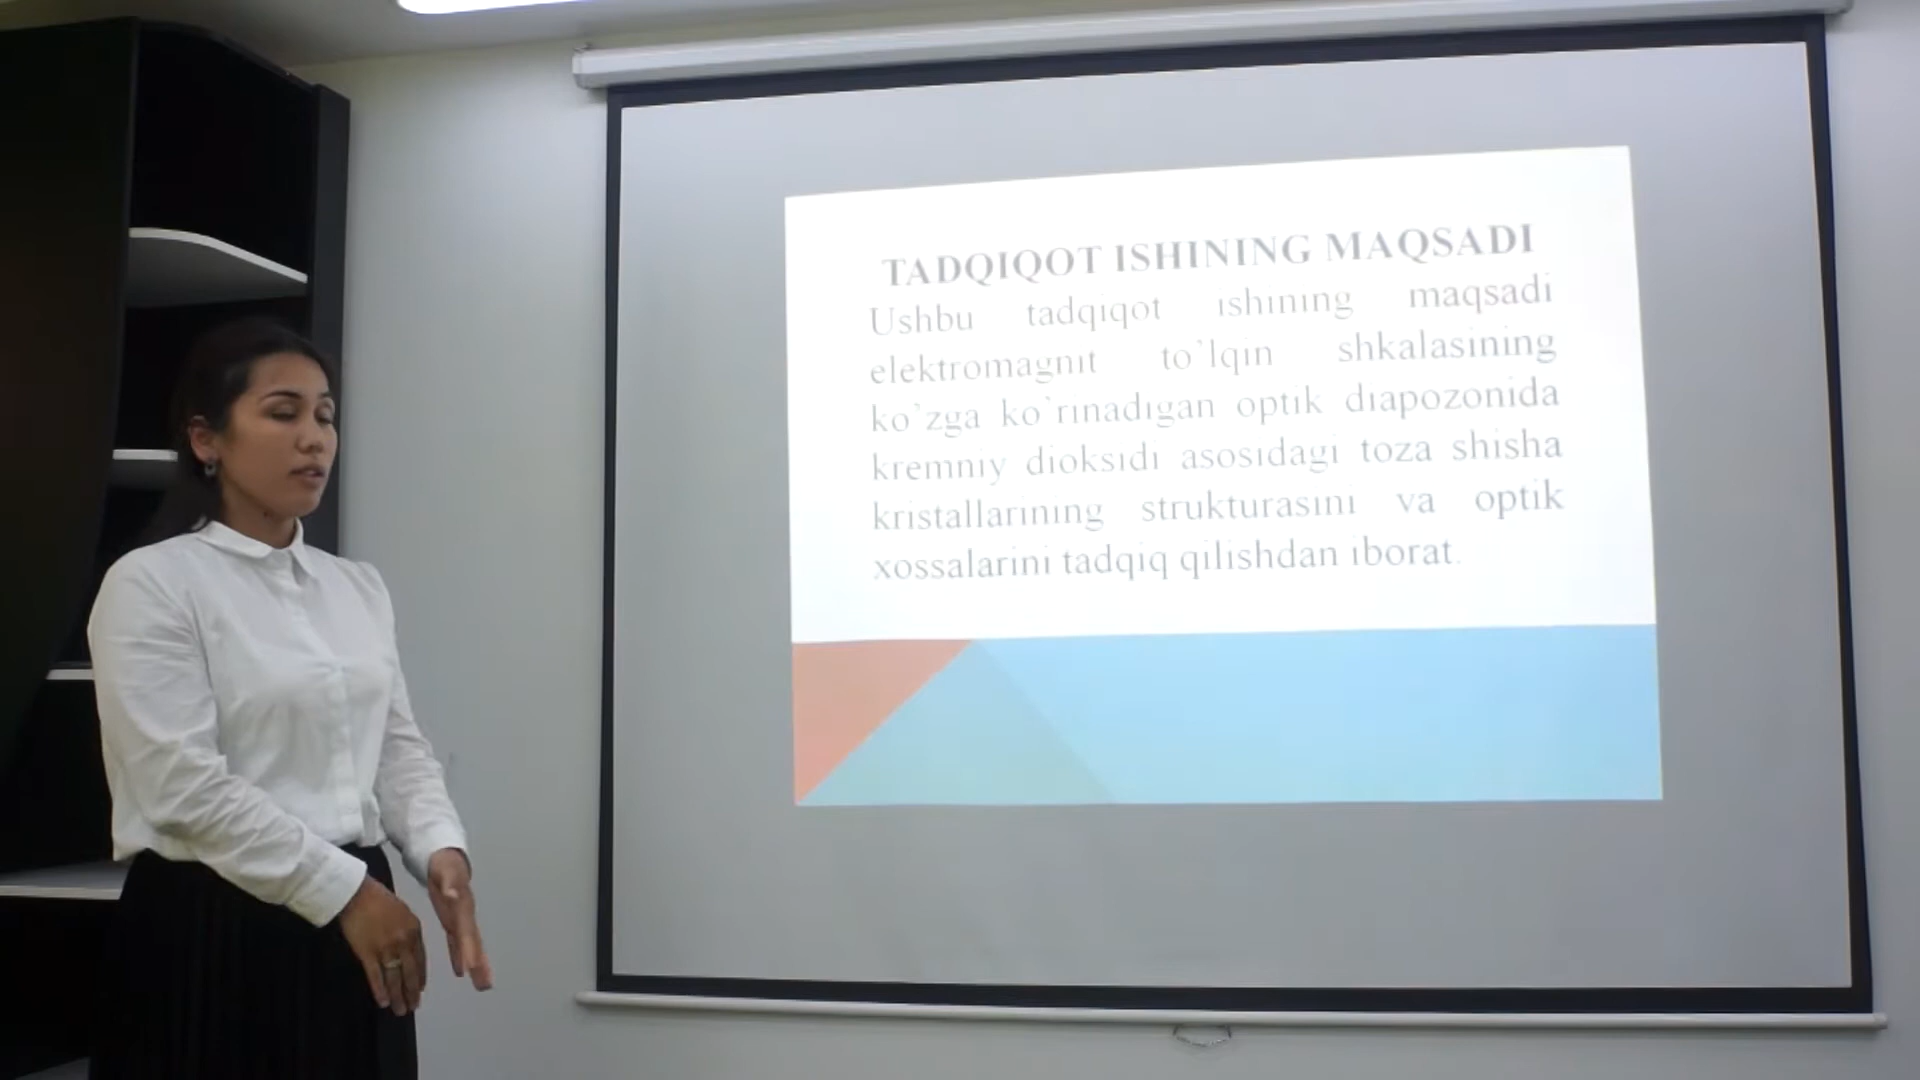 TADQIQOT ISHINING MAQSADI
Ushbu tadqiqot ishining maqsadi
elektromagnit to`lqin shkalasining
ko`zga ko`rinadigan optik diapozonida
kremniy dioksidi asosidagi toza shisha
kristallarining strukturasini va optik
xossalarini tadqiq qilishdan iborat.